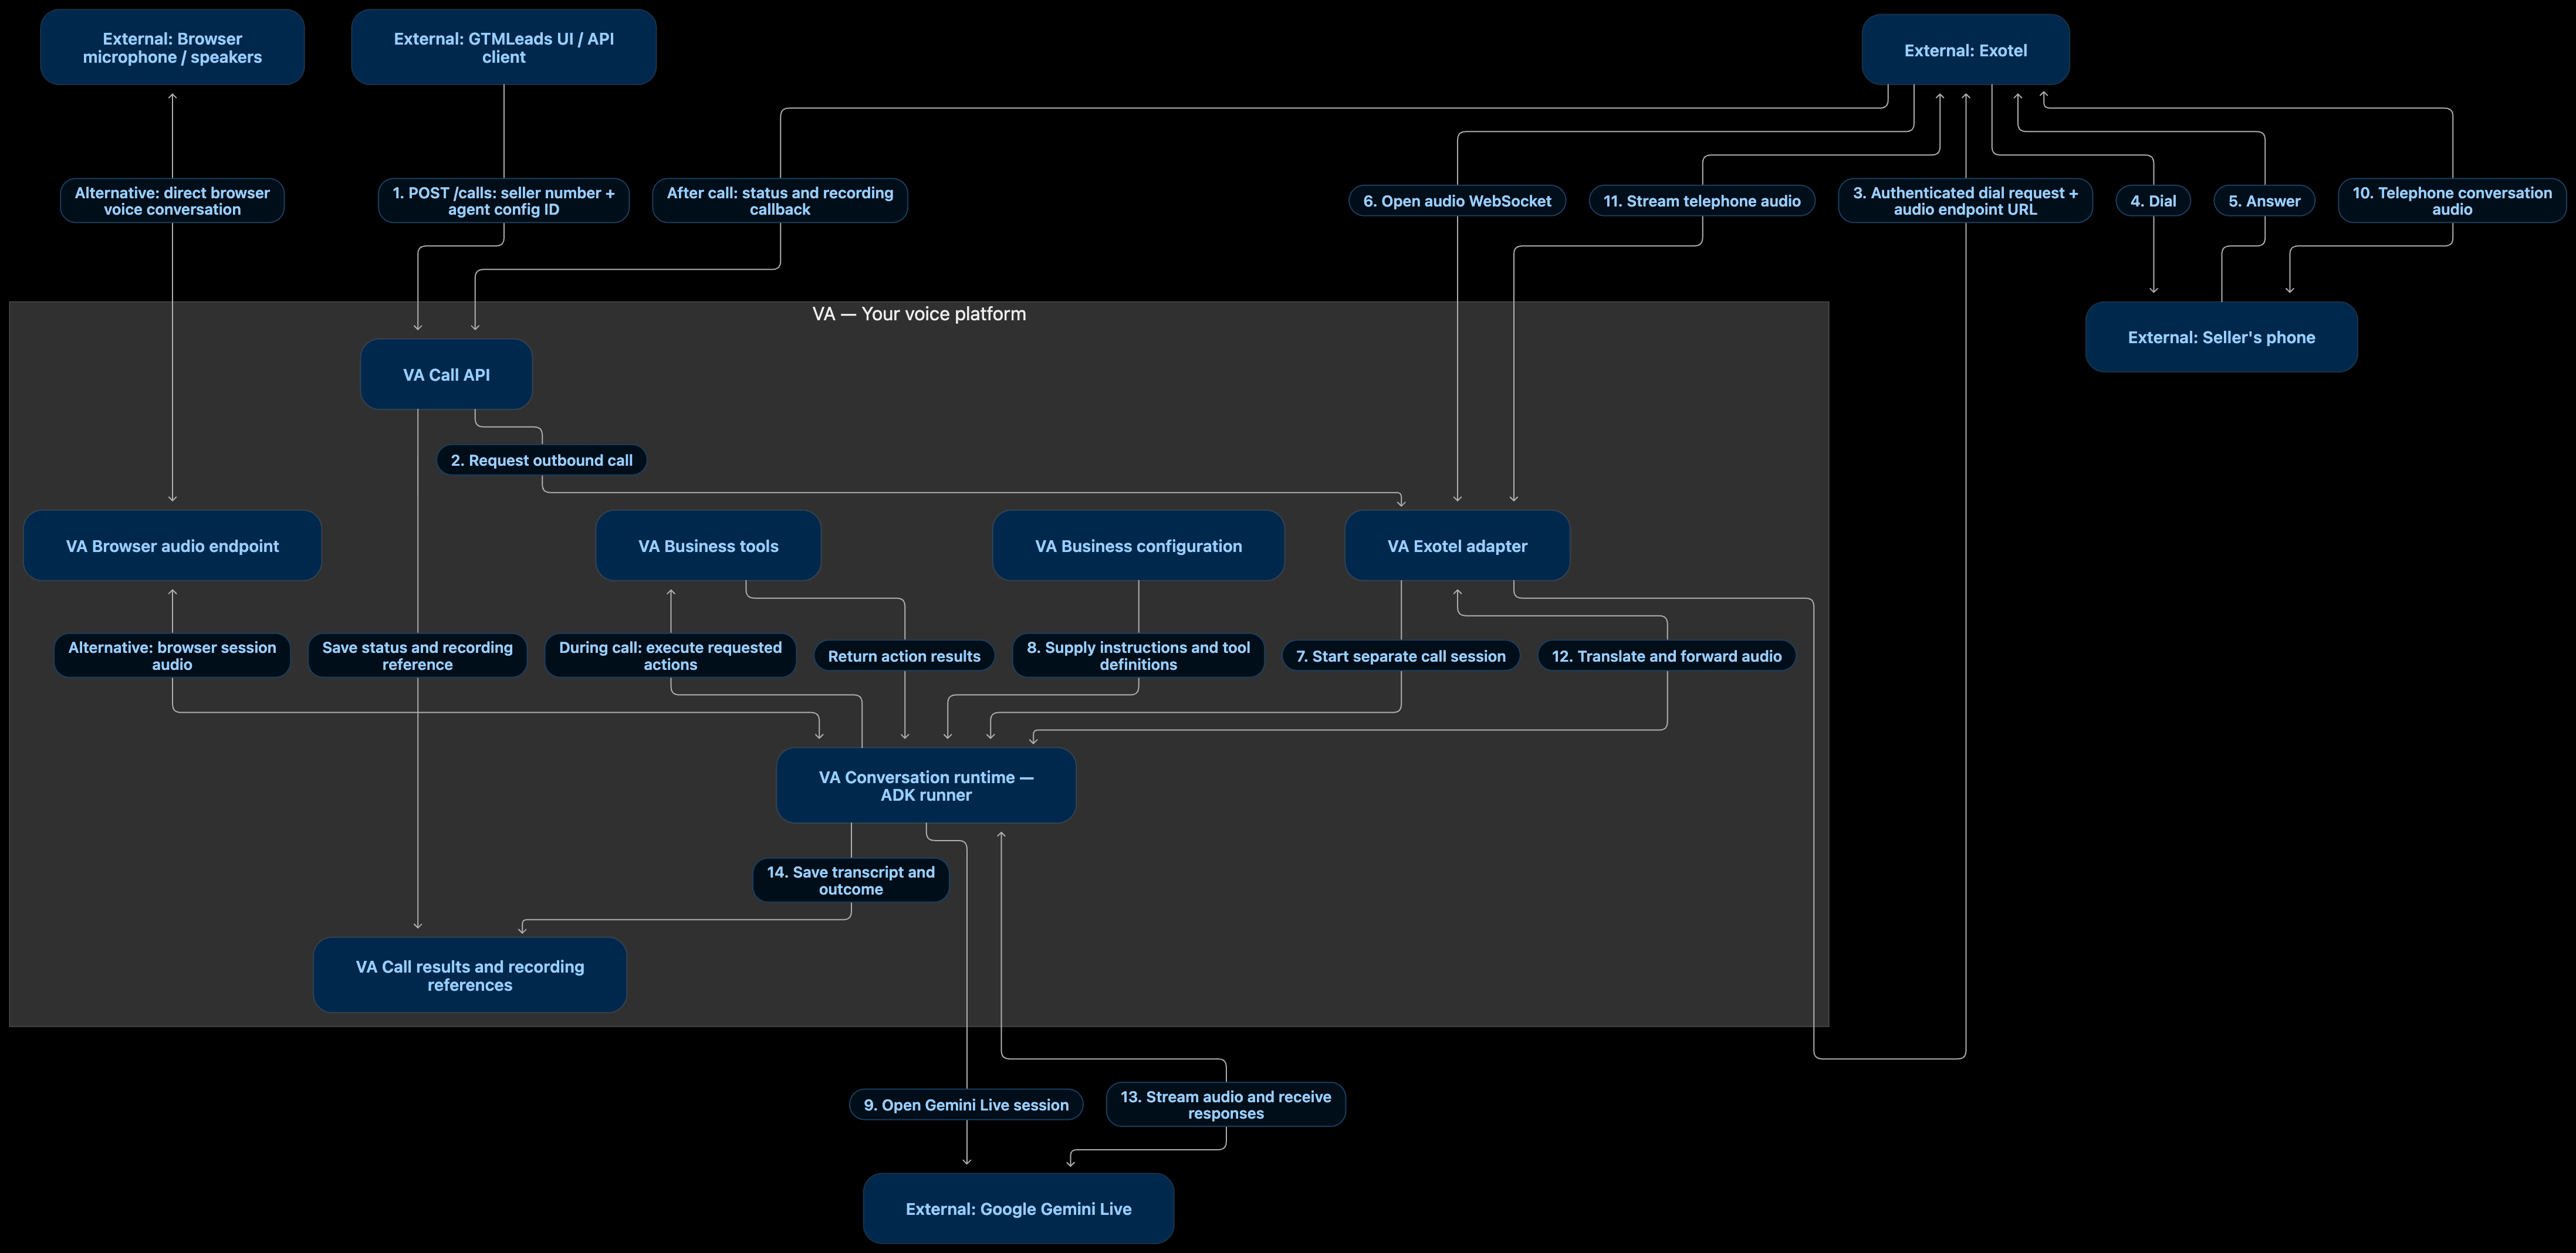 External: Browser
microphone / speakers
External: GTMLeads UI / API
client
External: Exotel
Alternative: direct browser
voice conversation
1. POST /calls: seller number +
agent config ID
After call: status and recording
callback
6. Open audio WebSocket
11. Stream telephone audio
3. Authenticated dial request +
audio endpoint URL
4. Dial
5. Answer
10. Telephone conversation
audio
VA — Your voice platform
External: Seller's phone
VA Call API
2. Request outbound call
VA Browser audio endpoint
VA Business tools
VA Business configuration
VA Exotel adapter
Alternative: browser session
audio
Save status and recording
reference
During call: execute requested
actions
Return action results
8. Supply instructions and tool
definitions
7. Start separate call session
12. Translate and forward audio
VA Conversation runtime —
ADK runner
14. Save transcript and
outcome
VA Call results and recording
references
9. Open Gemini Live session
13. Stream audio and receive
responses
External: Google Gemini Live